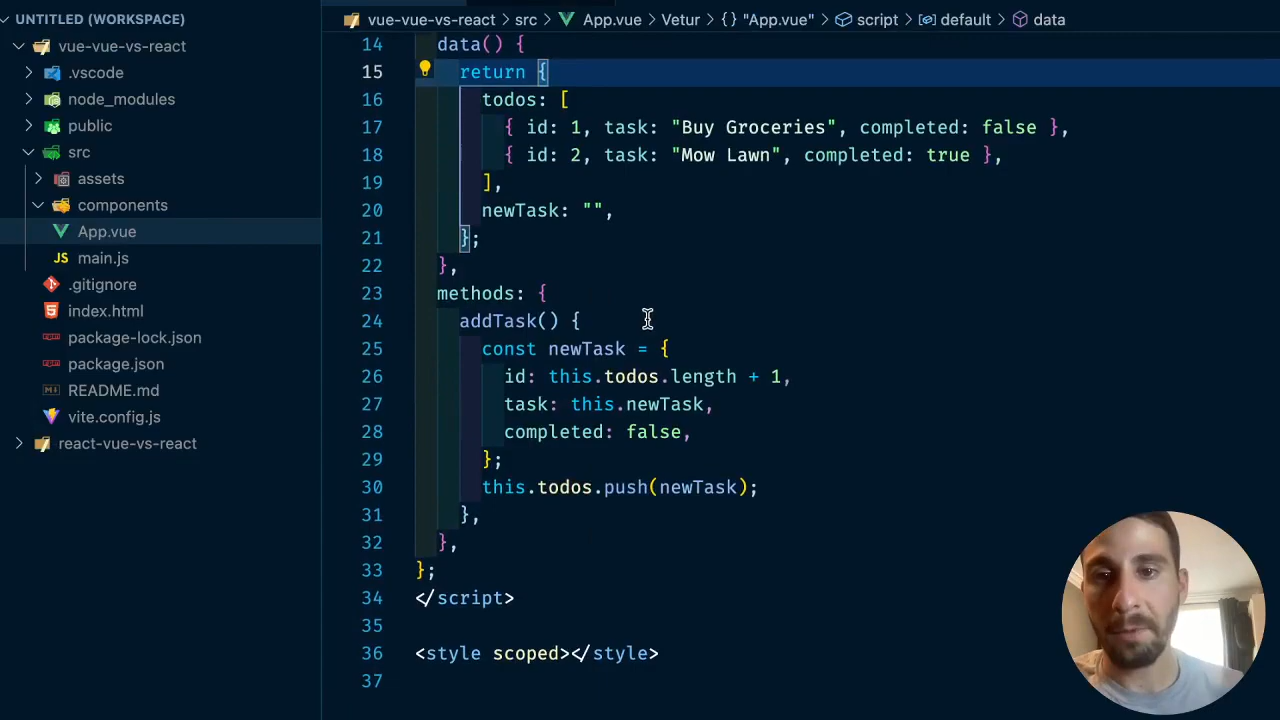 UNTITLED (WORKSPACE)
vue-vue-vs-react
.vscode
node_modules
public
src
assets
components
App.vue
JS main.js
.gitignore
index.html
package-lock.json
package.json
README.md
vite.config.js
react-vue-vs-react
vue-vue-vs-react > src > App.vue > Vetur > {} "App.vue" > script > default > data
14 data() {
15 return {
16 todos: [
17 { id: 1, task: "Buy Groceries", completed: false },
18 { id: 2, task: "Mow Lawn", completed: true },
19 ],
20 newTask: "",
21 };
22 },
23 methods: {
24 addTask() {
25 const newTask = {
26 id: this.todos.length + 1,
27 task: this.newTask,
28 completed: false,
29 };
30 this.todos.push(newTask);
31 },
32 },
33 };
34 </script>
35
36 <style scoped></style>
37